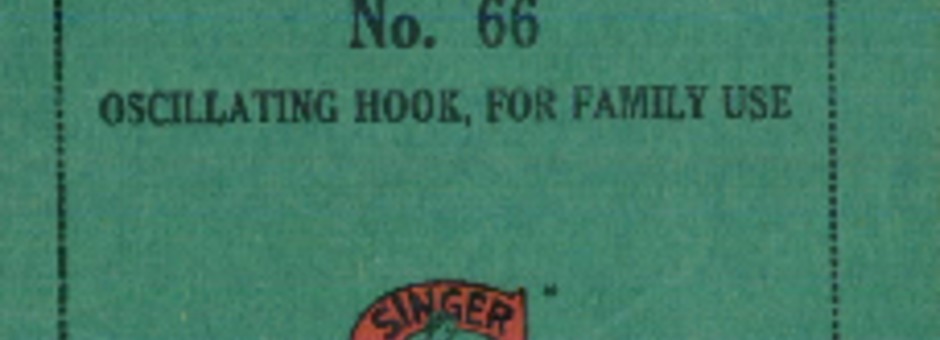 No. 66
OSCILLATING HOOK, FOR FAMILY USE
SINGER